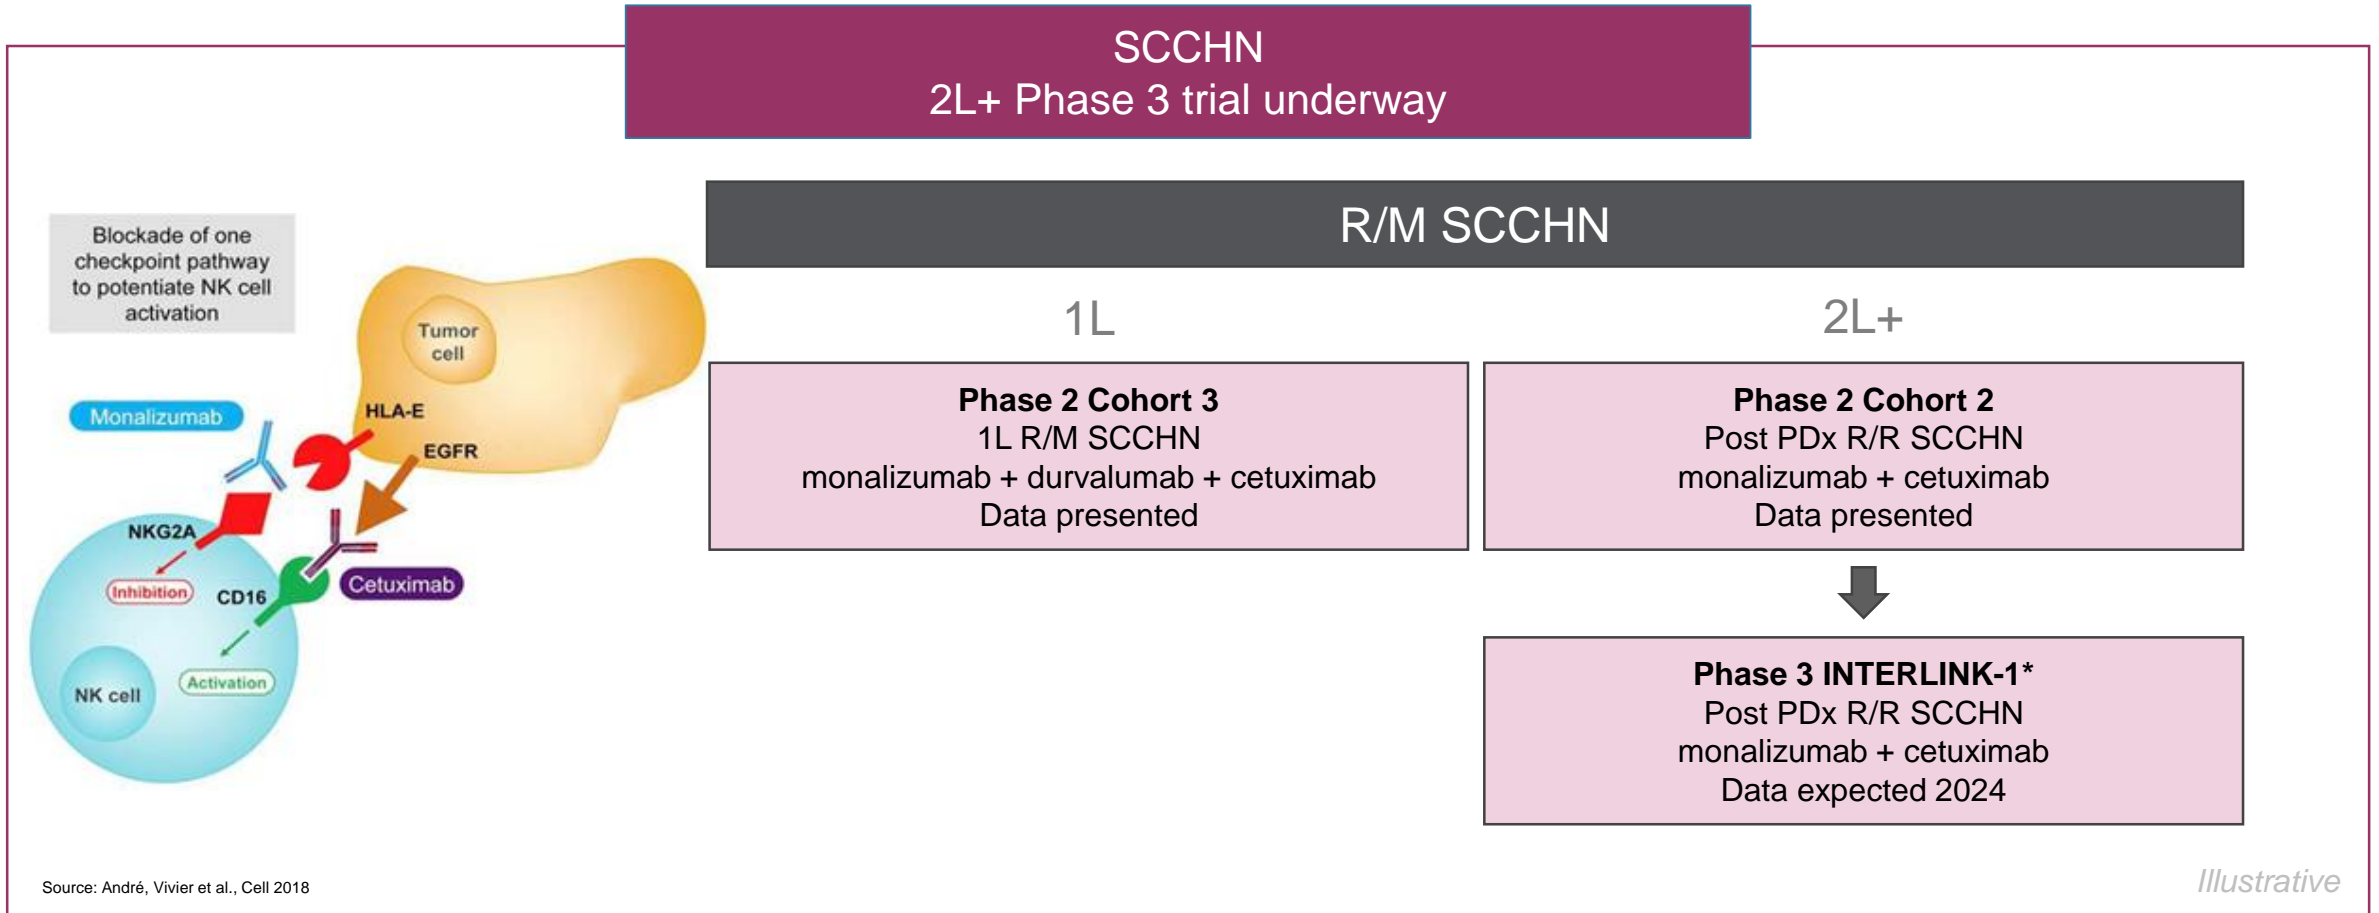 SCCHN
2L+ Phase 3 trial underway
Blockade of one
checkpoint pathway
to potentiate NK cell
activation
Tumor
cell
HLA-E
EGFR
Monalizumab
NKG2A
Inhibition
CD16
Cetuximab
Activation
NK cell
R/M SCCHN
1L
Phase 2 Cohort 3
1L R/M SCCHN
monalizumab + durvalumab + cetuximab
Data presented
2L+
Phase 2 Cohort 2
Post PDx R/R SCCHN
monalizumab + cetuximab
Data presented
Phase 3 INTERLINK-1*
Post PDx R/R SCCHN
monalizumab + cetuximab
Data expected 2024
Source: André, Vivier et al., Cell 2018
Illustrative